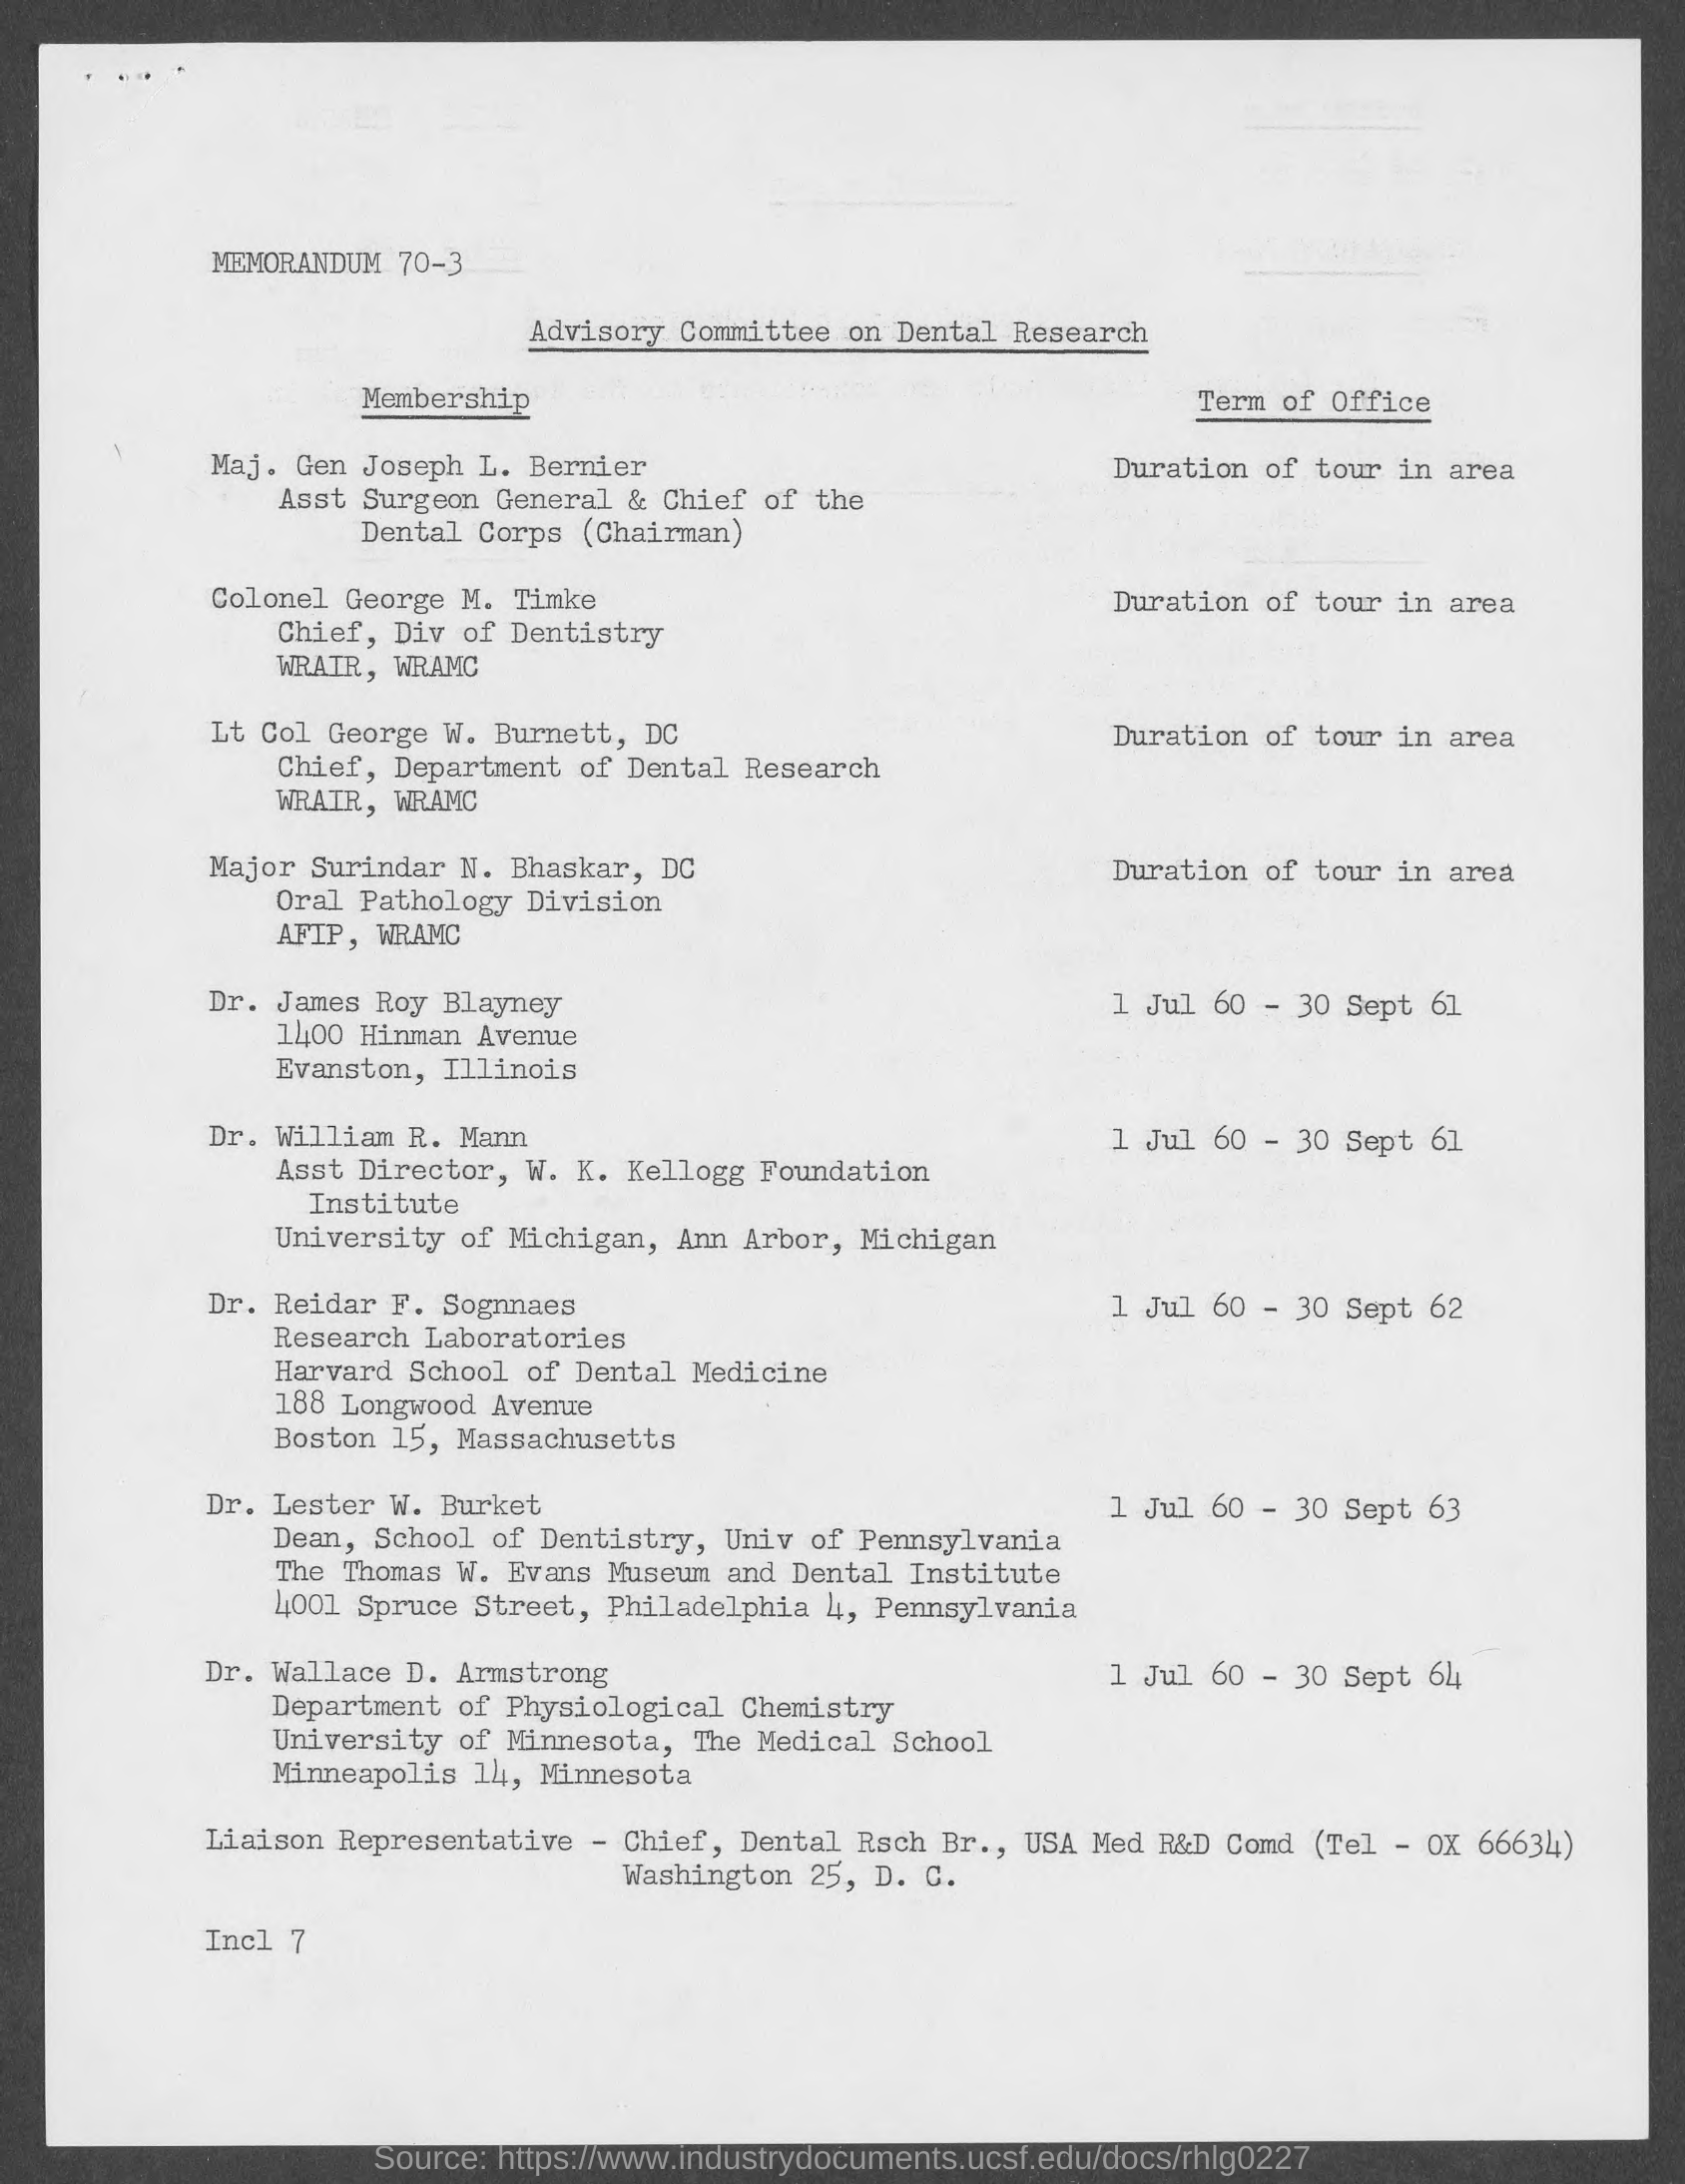 MEMORANDUM 70-3
Advisory Committee on Dental Research
Membership Term of Office
Maj. Gen Joseph L. Bernier Duration of tour in area
Asst Surgeon General & Chief of the
Dental Corps (Chairman)
Colonel George M. Timke Duration of tour in area
Chief, Div of Dentistry
WRAIR, WRAMC
Lt Col George W. Burnett, DC Duration of tour in area
Chief, Department of Dental Research
WRAIR, WRAMC
Major Surindar N. Bhaskar, DC Duration of tour in area
Oral Pathology Division
AFIP, WRAMC
Dr. James Roy Blayney 1 Jul 60 - 30 Sept 61
1400 Hinman Avenue
Evanston, Illinois
Dr. William R. Mann 1 Jul 60 - 30 Sept 61
Asst Director, W. K. Kellogg Foundation
Institute
University of Michigan, Ann Arbor, Michigan
Dr. Reidar F. Sognnaes 1 Jul 60 - 30 Sept 62
Research Laboratories
Harvard School of Dental Medicine
188 Longwood Avenue
Boston 15, Massachusetts
Dr. Lester W. Burket 1 Jul 60 - 30 Sept 63
Dean, School of Dentistry, Univ of Pennsylvania
The Thomas W. Evans Museum and Dental Institute
4001 Spruce Street, Philadelphia 4, Pennsylvania
Dr. Wallace D. Armstrong 1 Jul 60 - 30 Sept 64
Department of Physiological Chemistry
University of Minnesota, The Medical School
Minneapolis 14, Minnesota
Liaison Representative - Chief, Dental Rsch Br., USA Med R&D Comd (Tel - OX 66634)
Washington 25, D. C.
Incl 7
Source: https://www.industrydocuments.ucsf.edu/docs/rhlg0227